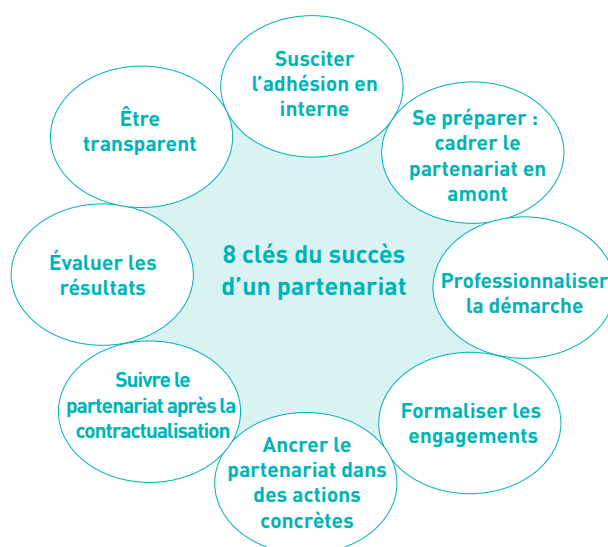 8 clés du succès
d'un partenariat
Susciter
l'adhésion en
interne
Se préparer :
cadrer le
partenariat en
amont
Professionnaliser
la démarche
Formaliser les
engagements
Ancrer le
partenariat dans
des actions
concrètes
Suivre le
partenariat après la
contractualisation
Évaluer les
résultats
Être
transparent